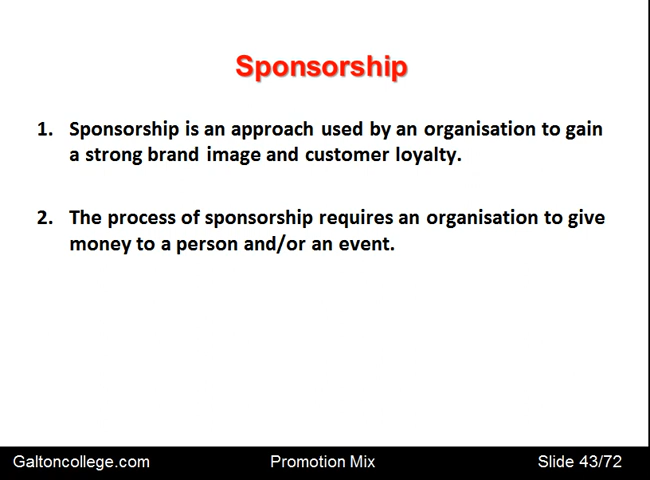 Sponsorship
1. Sponsorship is an approach used by an organisation to gain
a strong brand image and customer loyalty.
2. The process of sponsorship requires an organisation to give
money to a person and/or an event.
Galtoncollege.com Promotion Mix Slide 43/72